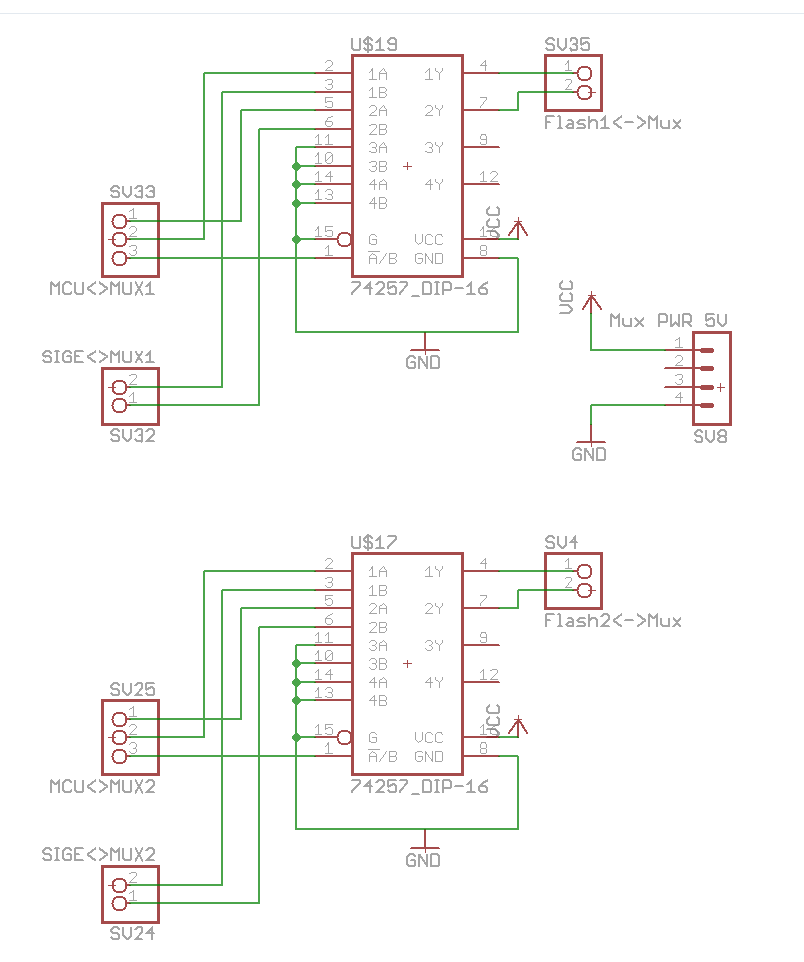 U$19
SV35
2 1A 1Y 4 1
3 1B 2
5 2A 2Y 7
6 2B
Flash1<->Mux
11 3A 3Y 9
10 3B
14 4A 4Y 12
13 4B
SV33
1
2
3
MCU<>MUX1
VCC
15 G VCC 16
1 A/B GND 8
74257_DIP-16
GND
VCC
Mux PWR 5V
1
2
3
4
SV8
GND
SIGE<>MUX1
2
1
SV32
U$17
SV4
2 1A 1Y 4 1
3 1B 2
5 2A 2Y 7
6 2B
Flash2<->Mux
11 3A 3Y 9
10 3B
14 4A 4Y 12
13 4B
SV25
1
2
3
MCU<>MUX2
VCC
15 G VCC 16
1 A/B GND 8
74257_DIP-16
GND
SIGE<>MUX2
2
1
SV24